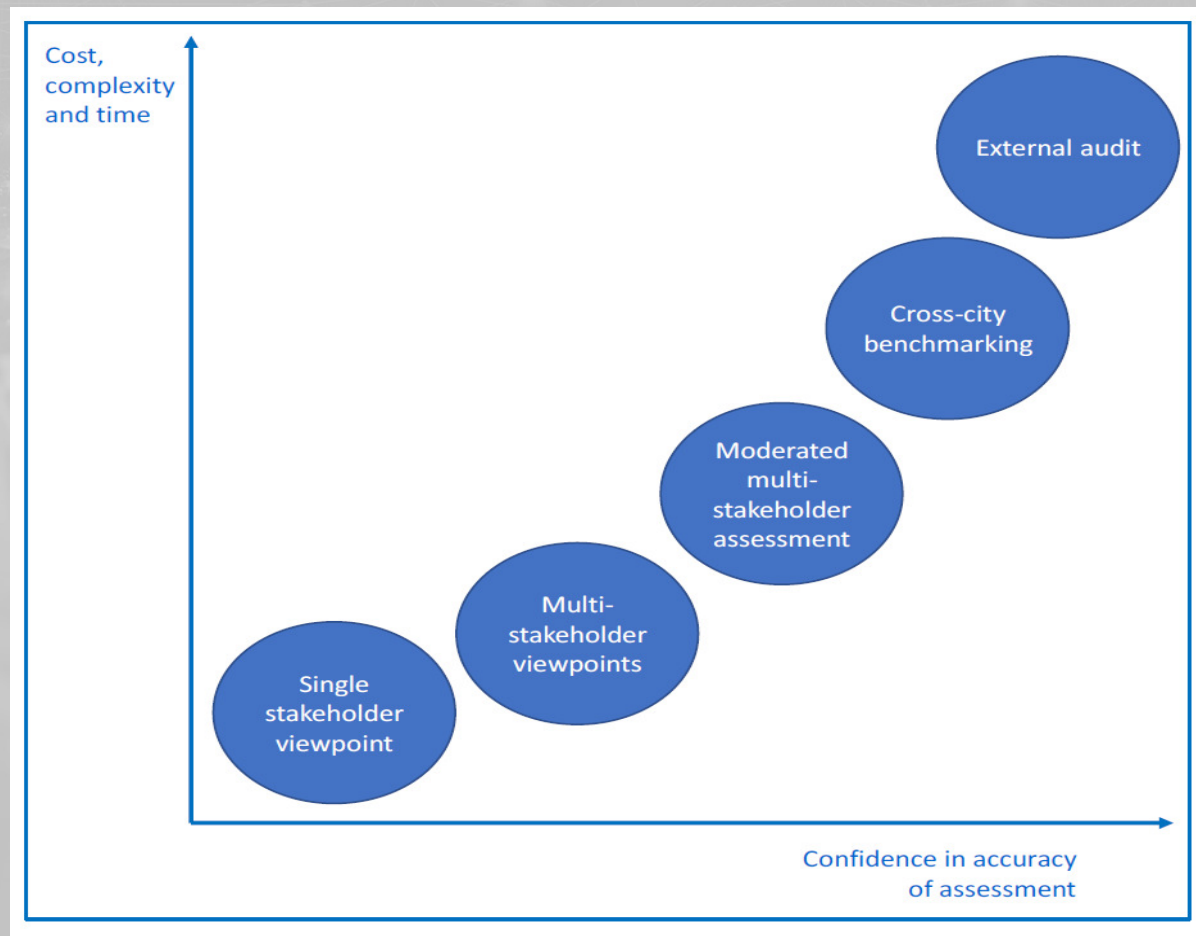 Cost,
complexity
and time
External audit
Cross-city
benchmarking
Moderated
multi-
stakeholder
assessment
Multi-
stakeholder
viewpoints
Single
stakeholder
viewpoint
Confidence in accuracy
of assessment